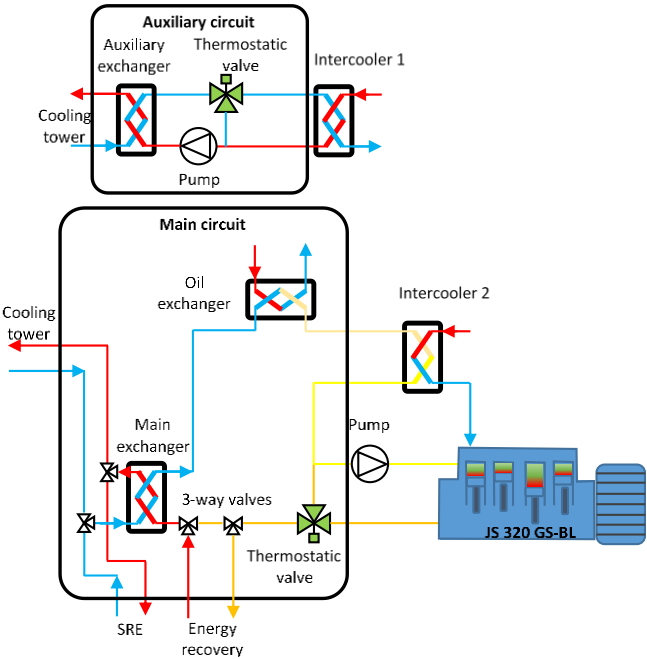 Auxiliary circuit
Auxiliary
exchanger
Thermostatic
valve
Intercooler 1
Cooling
tower
Pump
Main circuit
Oil
exchanger
Intercooler 2
Cooling
tower
Main
exchanger
Pump
3-way valves
JS 320 GS-BL
Thermostatic
valve
SRE
Energy
recovery